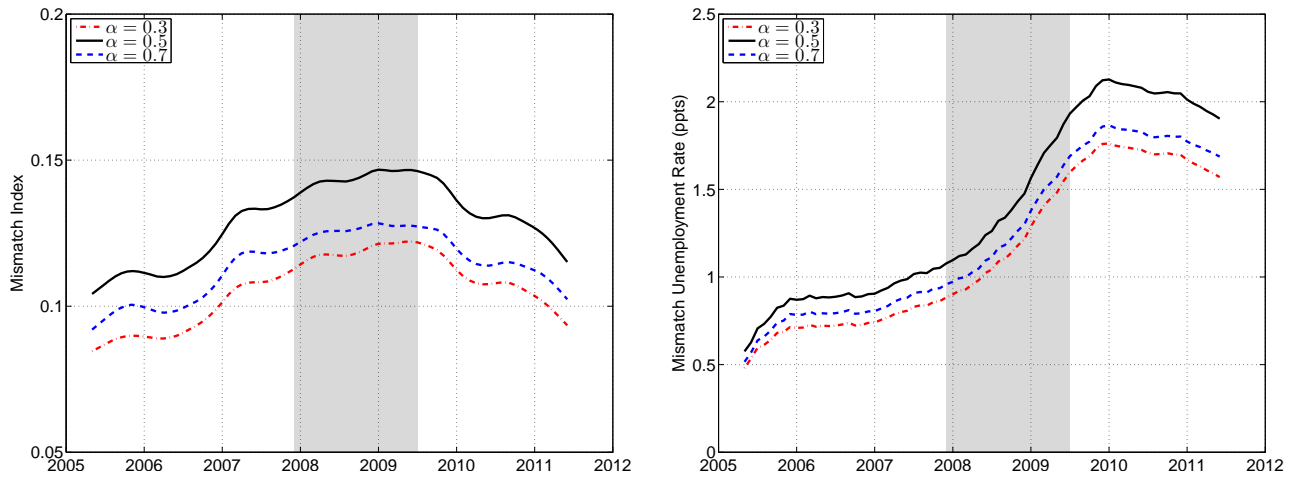 0.2
α = 0.3
α = 0.5
α = 0.7
0.15
0.1
0.05
Mismatch Index
2005 2006 2007 2008 2009 2010 2011 2012
2.5
α = 0.3
α = 0.5
α = 0.7
2
1.5
1
0.5
0
Mismatch Unemployment Rate (ppts)
2005 2006 2007 2008 2009 2010 2011 2012